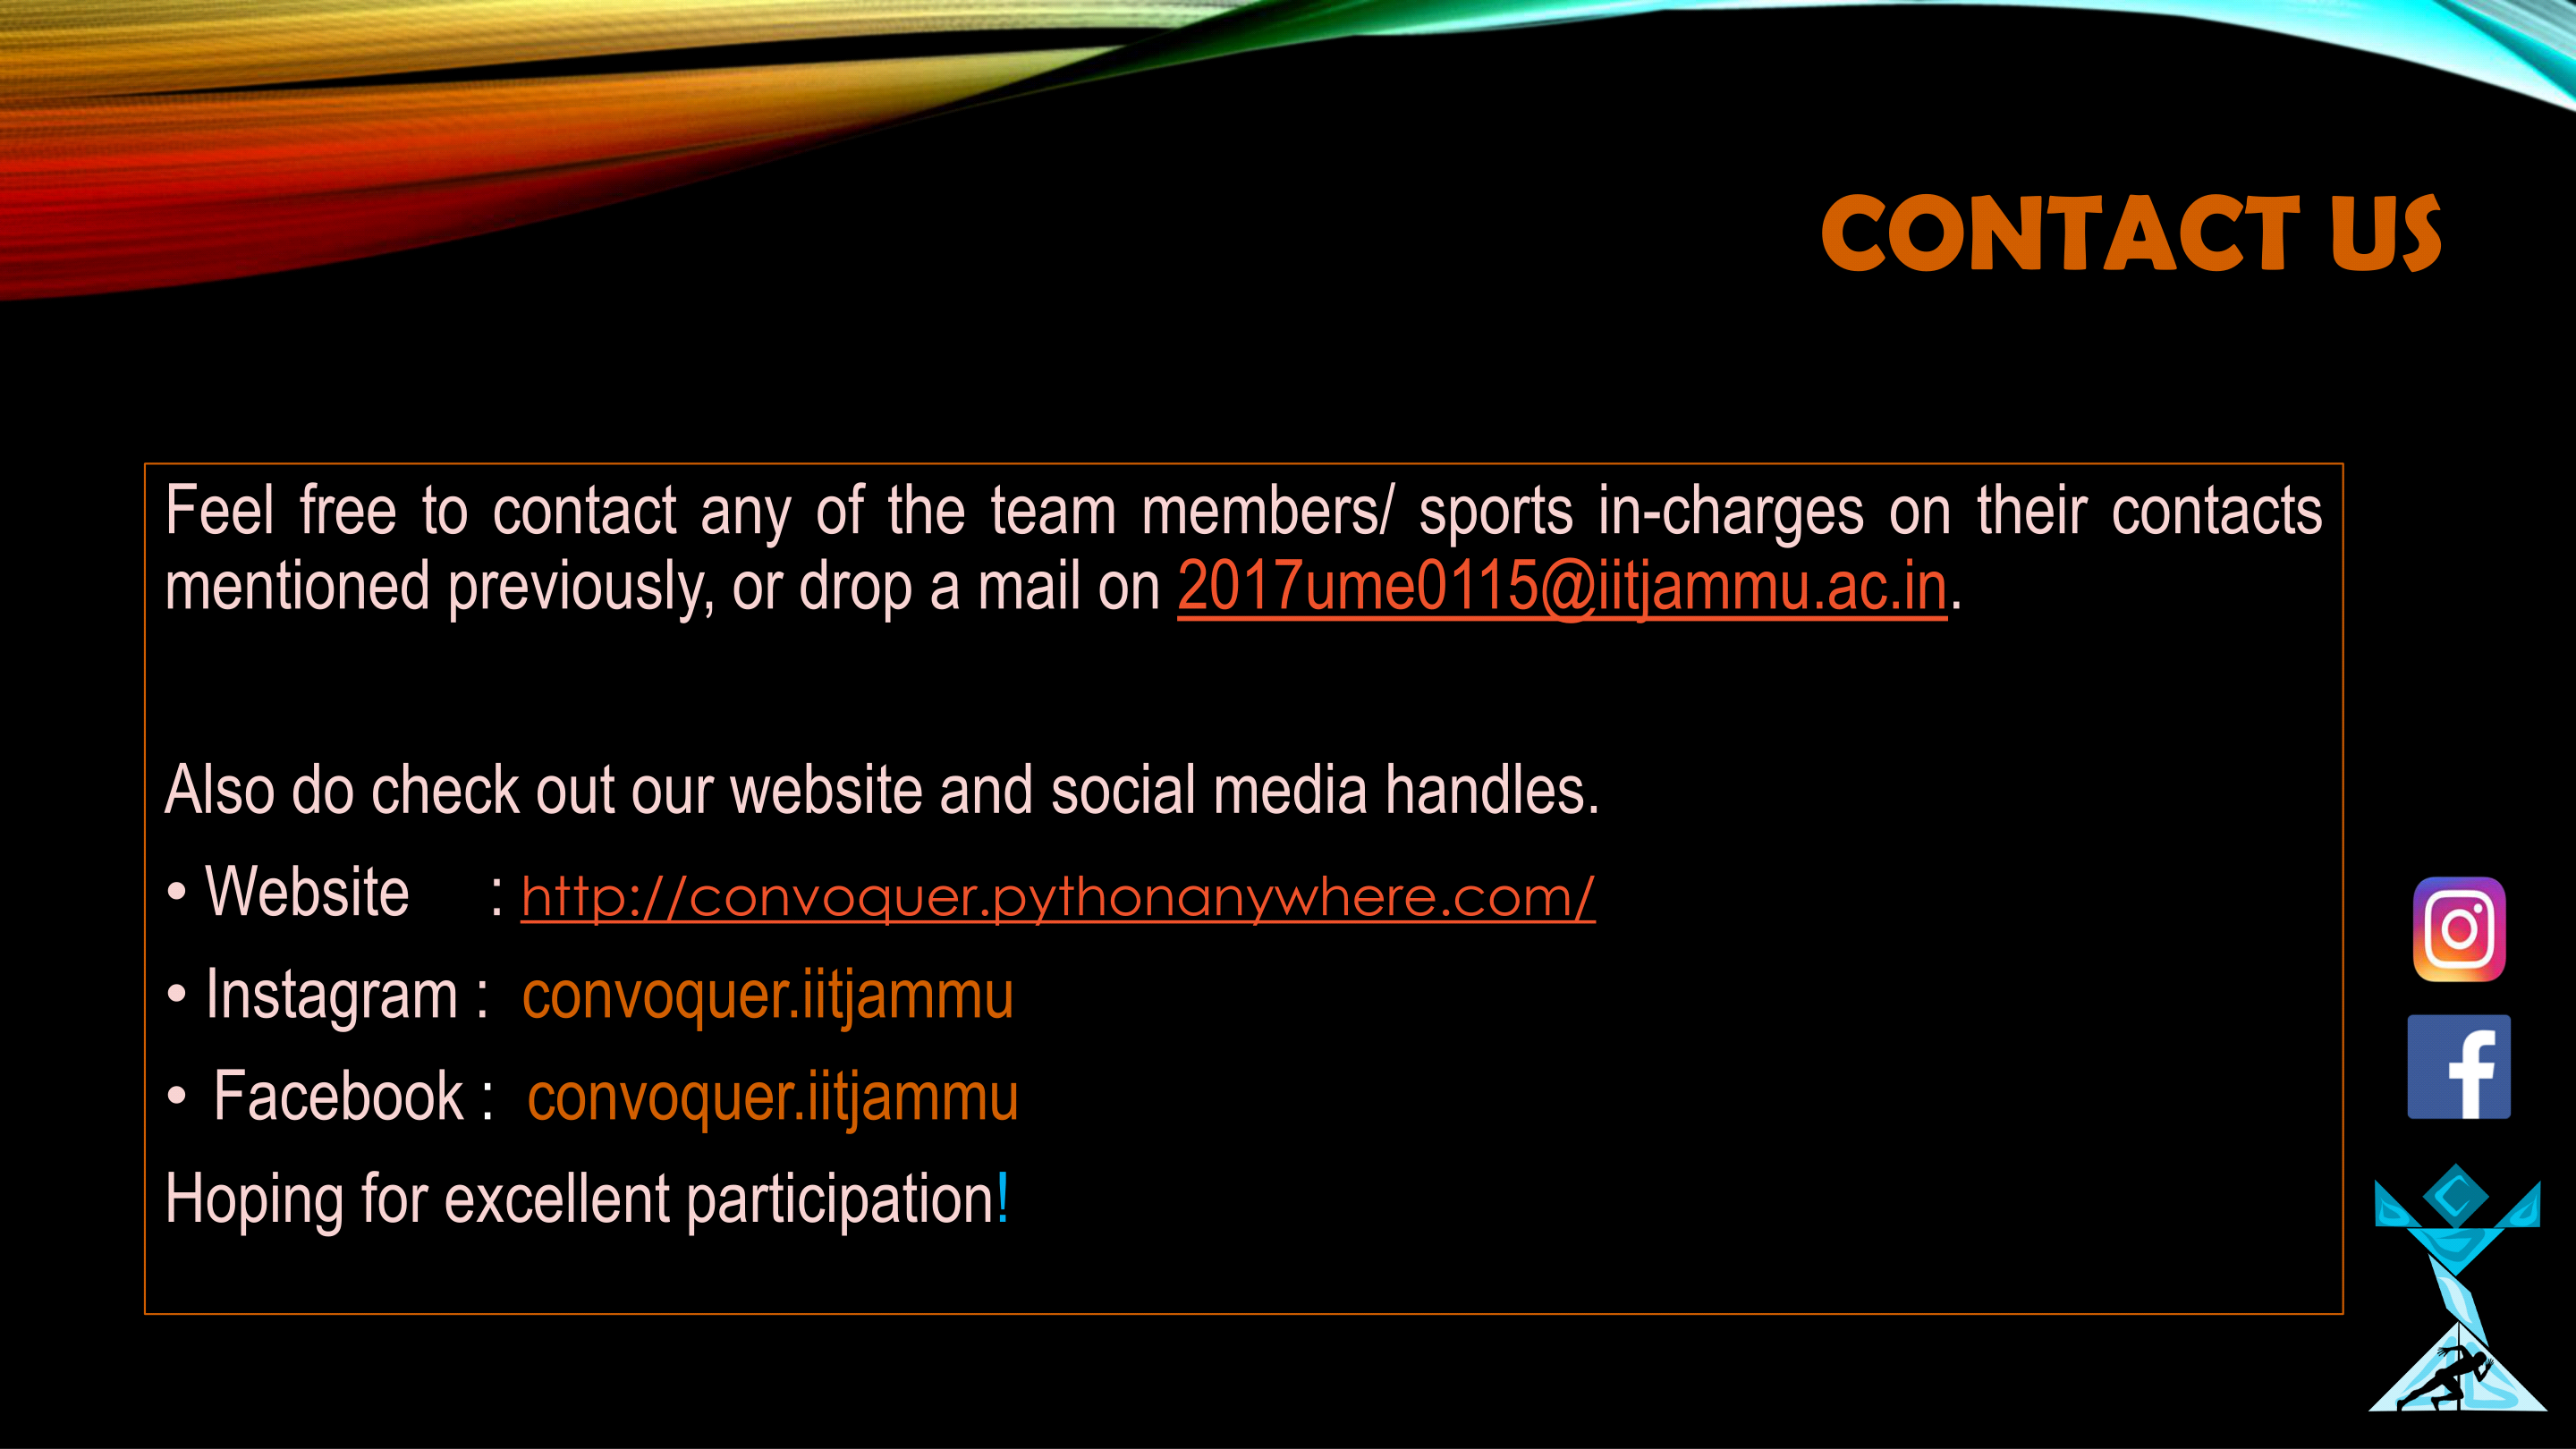 CONTACT US
Feel free to contact any of the team members/ sports in-charges on their contacts
mentioned previously, or drop a mail on 2017ume0115@iitjammu.ac.in.
Also do check out our website and social media handles.
• Website : http://convoquer.pythonanywhere.com/
• Instagram : convoquer.iitjammu
• Facebook : convoquer.iitjammu
Hoping for excellent participation!